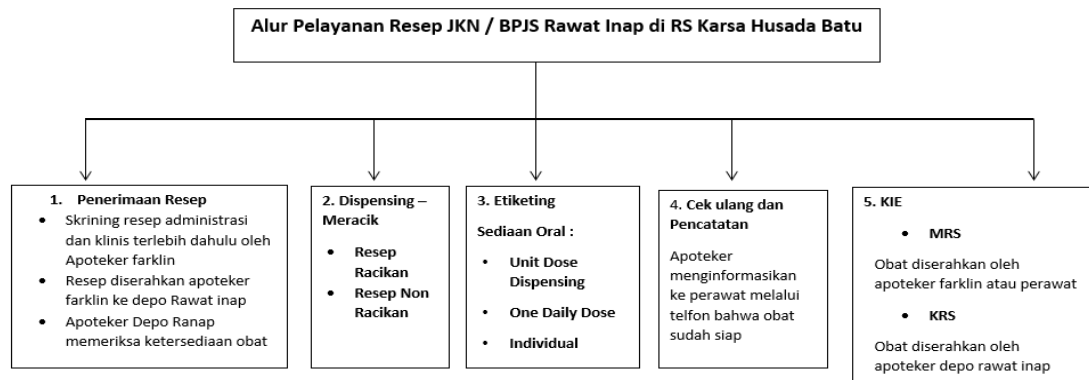 Alur Pelayanan Resep JKN / BPJS Rawat Inap di RS Karsa Husada Batu
1. Penerimaan Resep
• Skrining resep administrasi
dan klinis terlebih dahulu oleh
Apoteker farklin
• Resep diserahkan apoteker
farklin ke depo Rawat inap
• Apoteker Depo Ranap
memeriksa ketersediaan obat
2. Dispensing –
Meracik
• Resep
Racikan
• Resep Non
Racikan
3. Etiketing
Sediaan Oral :
• Unit Dose
Dispensing
• One Daily Dose
• Individual
4. Cek ulang dan
Pencatatan
Apoteker
menginformasikan
ke perawat melalui
telfon bahwa obat
sudah siap
5. KIE
• MRS
Obat diserahkan oleh
apoteker farklin atau perawat
• KRS
Obat diserahkan oleh
apoteker depo rawat inap